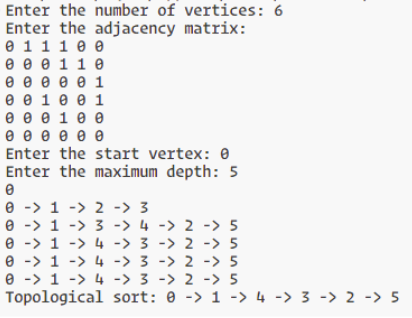 Enter the number of vertices: 6
Enter the adjacency matrix:
0 1 1 1 0 0
0 0 0 1 1 0
0 0 0 0 0 1
0 0 1 0 0 1
0 0 0 1 0 0
0 0 0 0 0 0
Enter the start vertex: 0
Enter the maximum depth: 5
0
0 -> 1 -> 2 -> 3
0 -> 1 -> 3 -> 4 -> 2 -> 5
0 -> 1 -> 4 -> 3 -> 2 -> 5
0 -> 1 -> 4 -> 3 -> 2 -> 5
0 -> 1 -> 4 -> 3 -> 2 -> 5
Topological sort: 0 -> 1 -> 4 -> 3 -> 2 -> 5